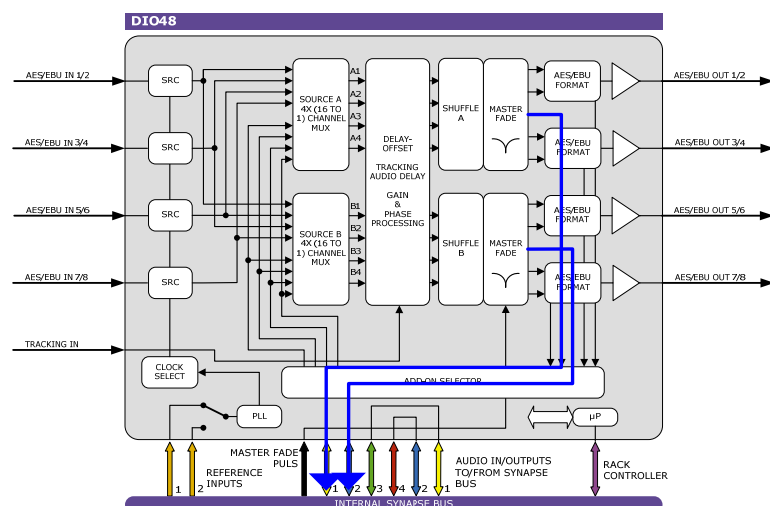 DIO48
AES/EBU IN 1/2
SRC
A1
A2
A3
A4
SOURCE A
4X (16 TO
1) CHANNEL
MUX
DELAY-
OFFSET
TRACKING
AUDIO DELAY
GAIN
&
PHASE
PROCESSING
SHUFFLE
A
MASTER
FADE
AES/EBU
FORMAT
AES/EBU OUT 1/2
AES/EBU IN 3/4
SRC
AES/EBU
FORMAT
AES/EBU OUT 3/4
AES/EBU IN 5/6
SRC
SOURCE B
4X (16 TO
1) CHANNEL
MUX
B1
B2
B3
B4
SHUFFLE
B
MASTER
FADE
AES/EBU
FORMAT
AES/EBU OUT 5/6
AES/EBU IN 7/8
SRC
AES/EBU
FORMAT
AES/EBU OUT 7/8
TRACKING IN
CLOCK
SELECT
ADD-ON SELECTOR
PLL
µP
REFERENCE
INPUTS
1
2
MASTER FADE
PULS
1
2
3
4
2
1
AUDIO IN/OUTPUTS
TO/FROM SYNAPSE
BUS
RACK
CONTROLLER
INTERNAL SYNAPSE BUS